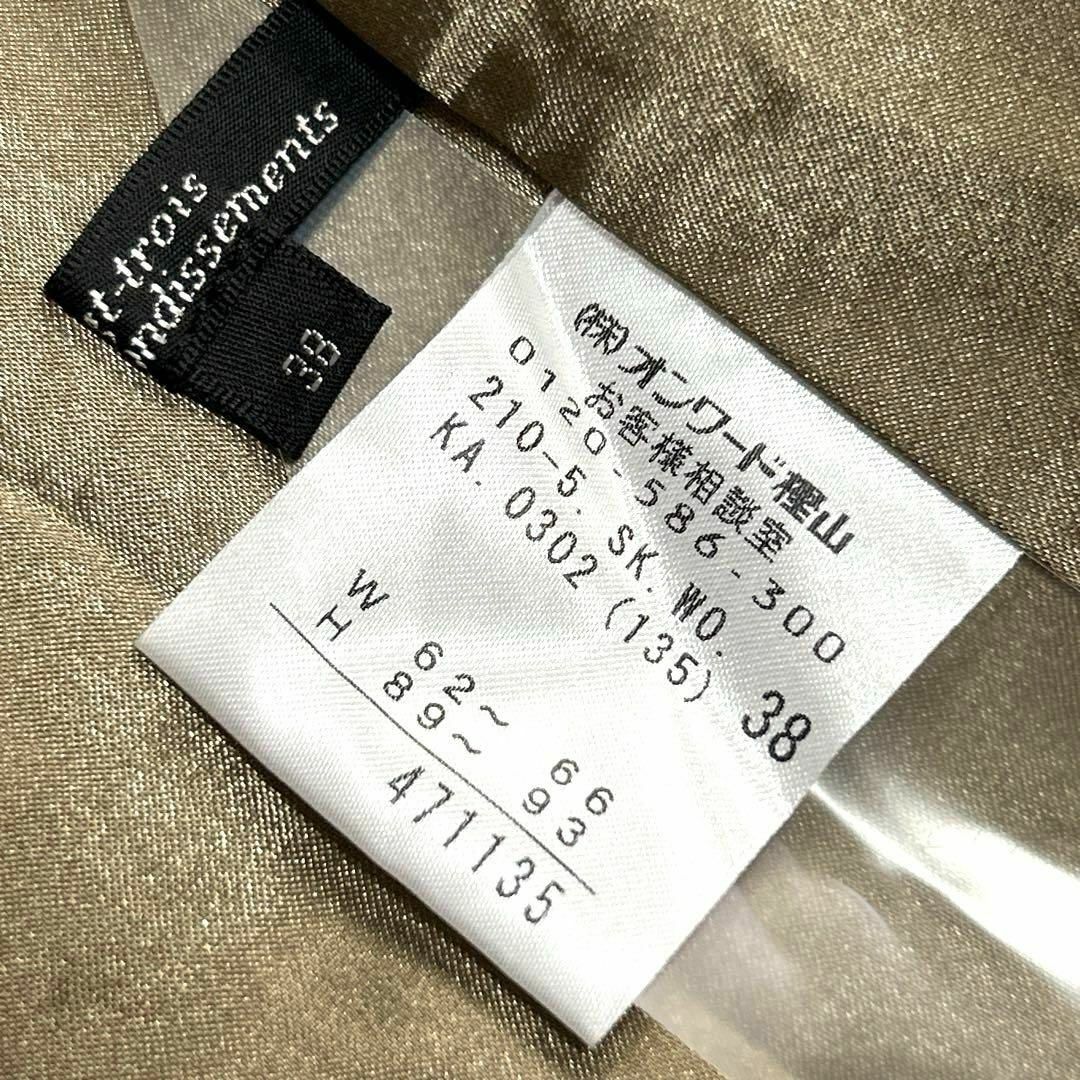 t-trois
ndissements
38
(株)オンワード樫山
お客様相談室
0120-586-300
210-5. SK. WO.
KA. 0302 (135) 38
W 62~ 66
H 89~ 93
471135